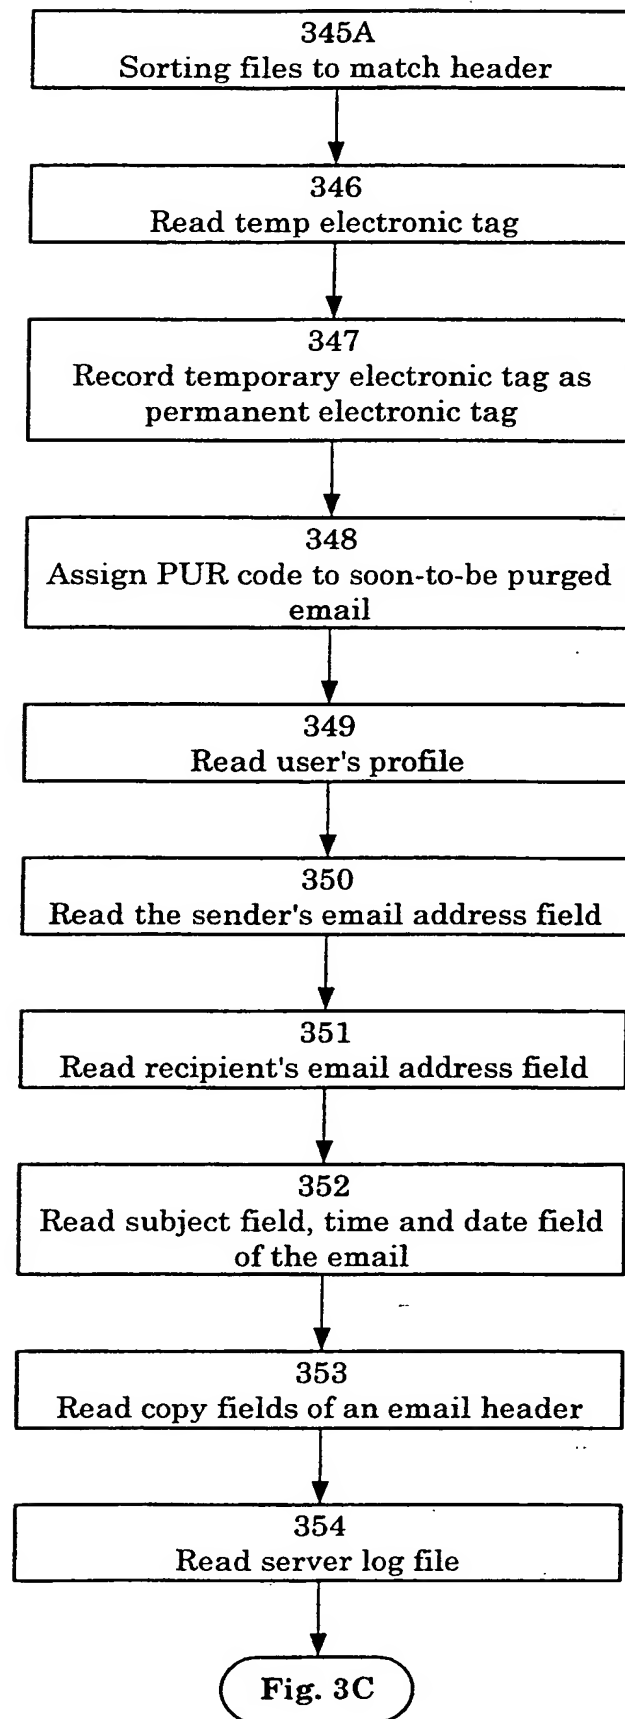 345A
Sorting files to match header
346
Read temp electronic tag
347
Record temporary electronic tag as
permanent electronic tag
348
Assign PUR code to soon-to-be purged
email
349
Read user's profile
350
Read the sender's email address field
351
Read recipient's email address field
352
Read subject field, time and date field
of the email
353
Read copy fields of an email header
354
Read server log file
Fig. 3C